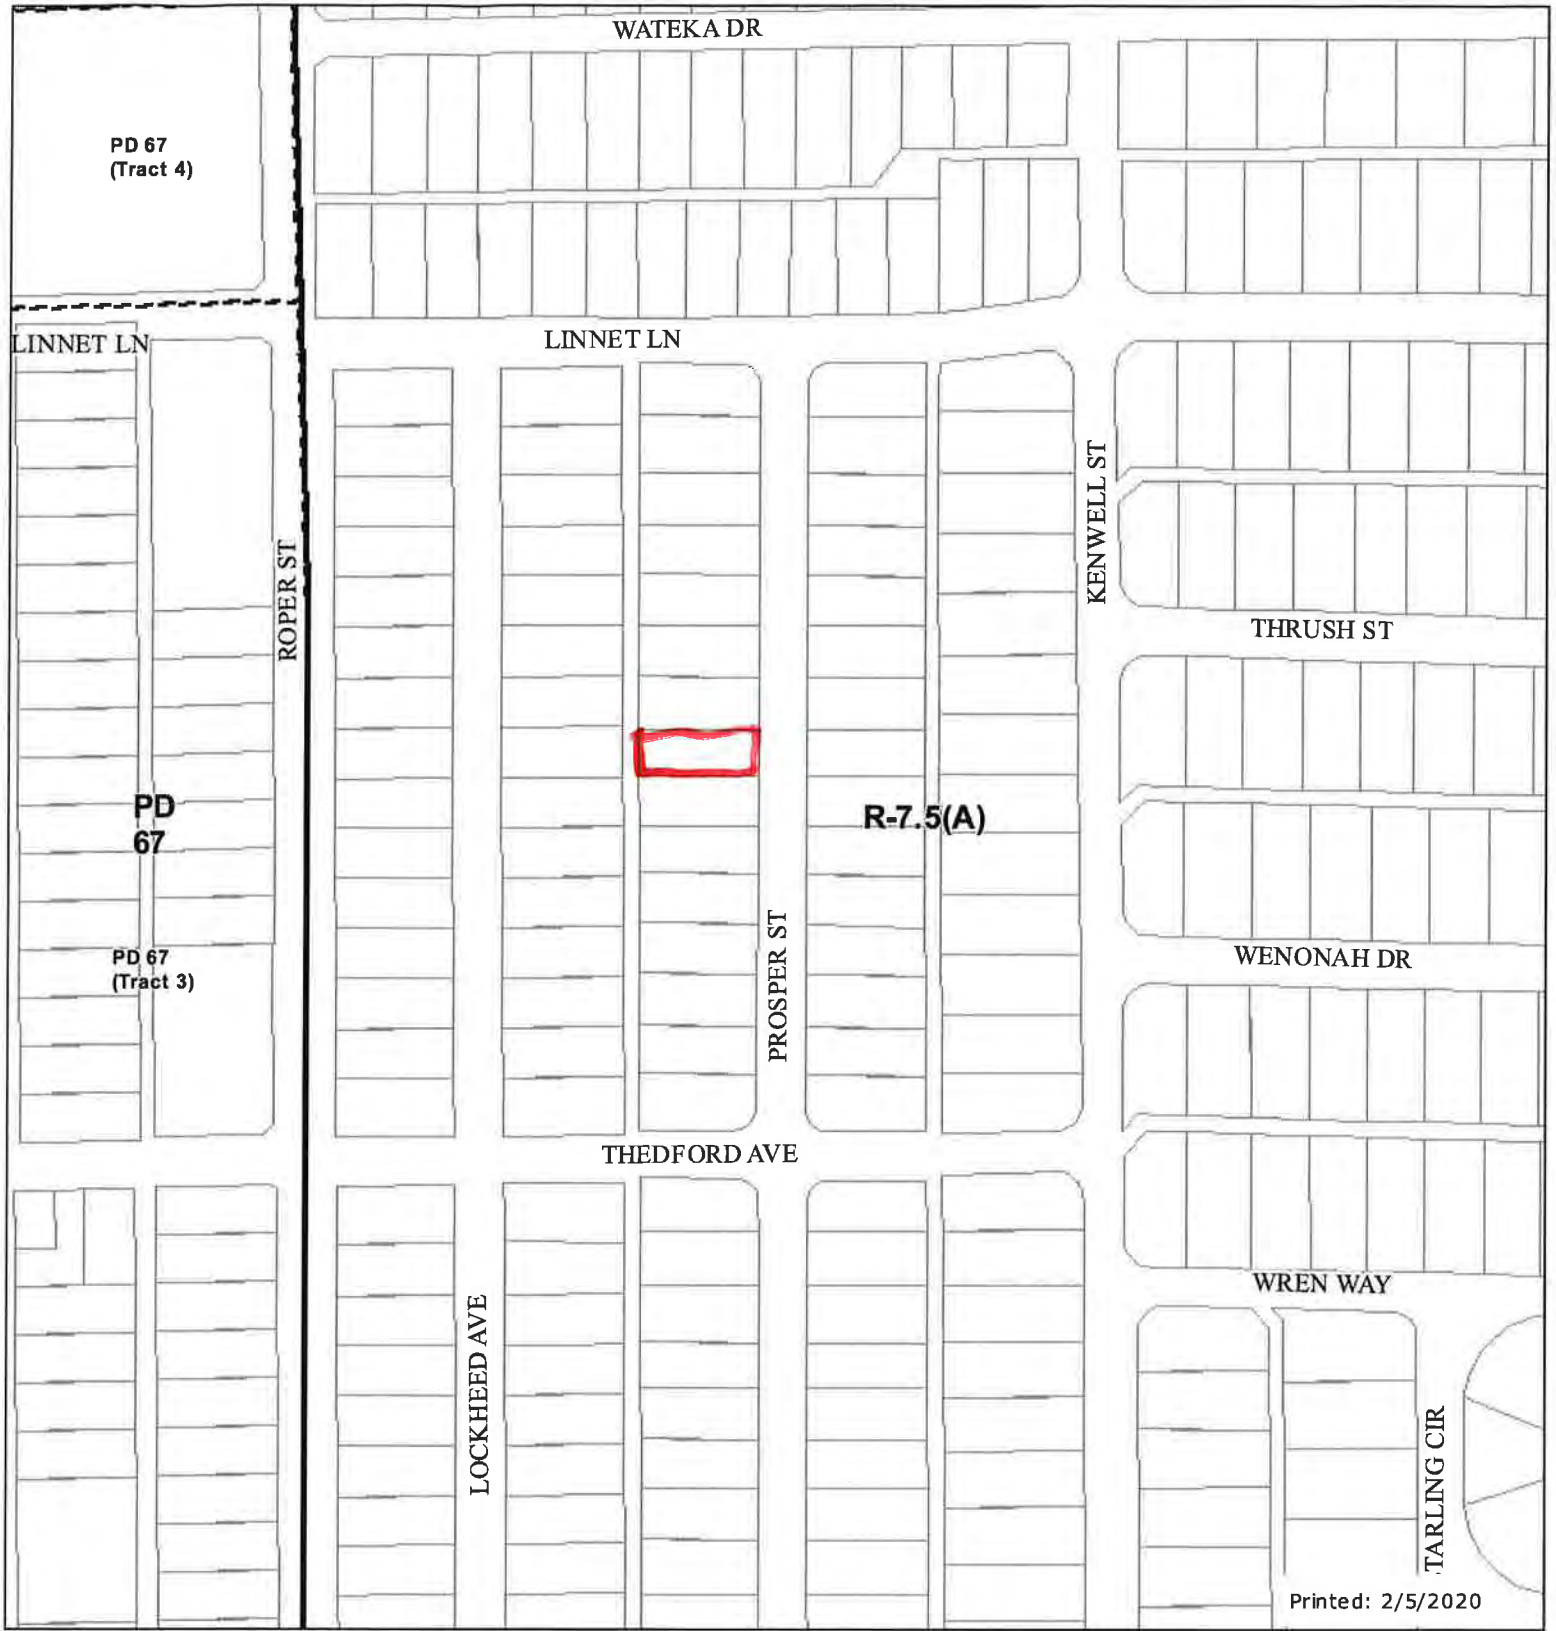 WATEKA DR
PD 67
(Tract 4)
LINNET LN
LINNET LN
KENWELL ST
ROPER ST
THRUSH ST
PD
67
R-7.5(A)
PROSPER ST
WENONAH DR
PD 67
(Tract 3)
THEDFORD AVE
WREN WAY
LOCKHEED AVE
TARLING CIR
Printed: 2/5/2020